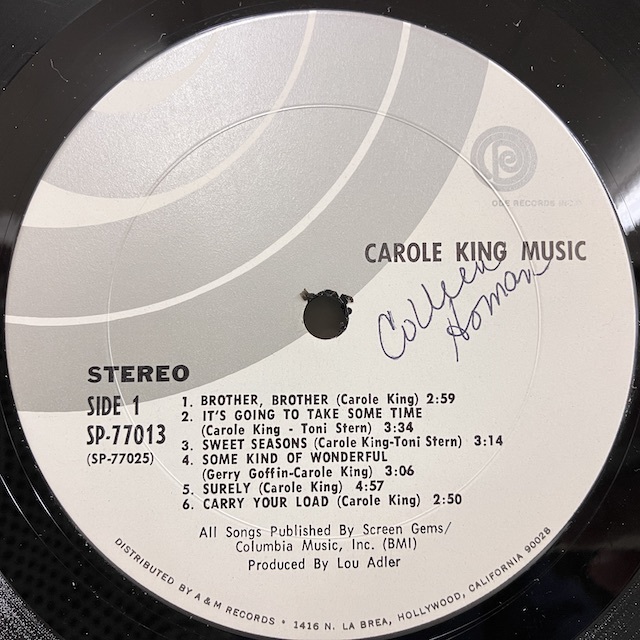 ODE RECORDS INC.
CAROLE KING MUSIC
Colleen
Homan
STEREO
SIDE 1
SP-77013
(SP-77025)
1. BROTHER, BROTHER (Carole King) 2:59
2. IT'S GOING TO TAKE SOME TIME
(Carole King - Toni Stern) 3:34
3. SWEET SEASONS (Carole King-Toni Stern) 3:14
4. SOME KIND OF WONDERFUL
(Gerry Goffin-Carole King) 3:06
5. SURELY (Carole King) 4:57
6. CARRY YOUR LOAD (Carole King) 2:50
All Songs Published By Screen Gems/
Columbia Music, Inc. (BMI)
Produced By Lou Adler
DISTRIBUTED BY A & M RECORDS • 1416 N. LA BREA, HOLLYWOOD, CALIFORNIA 90028